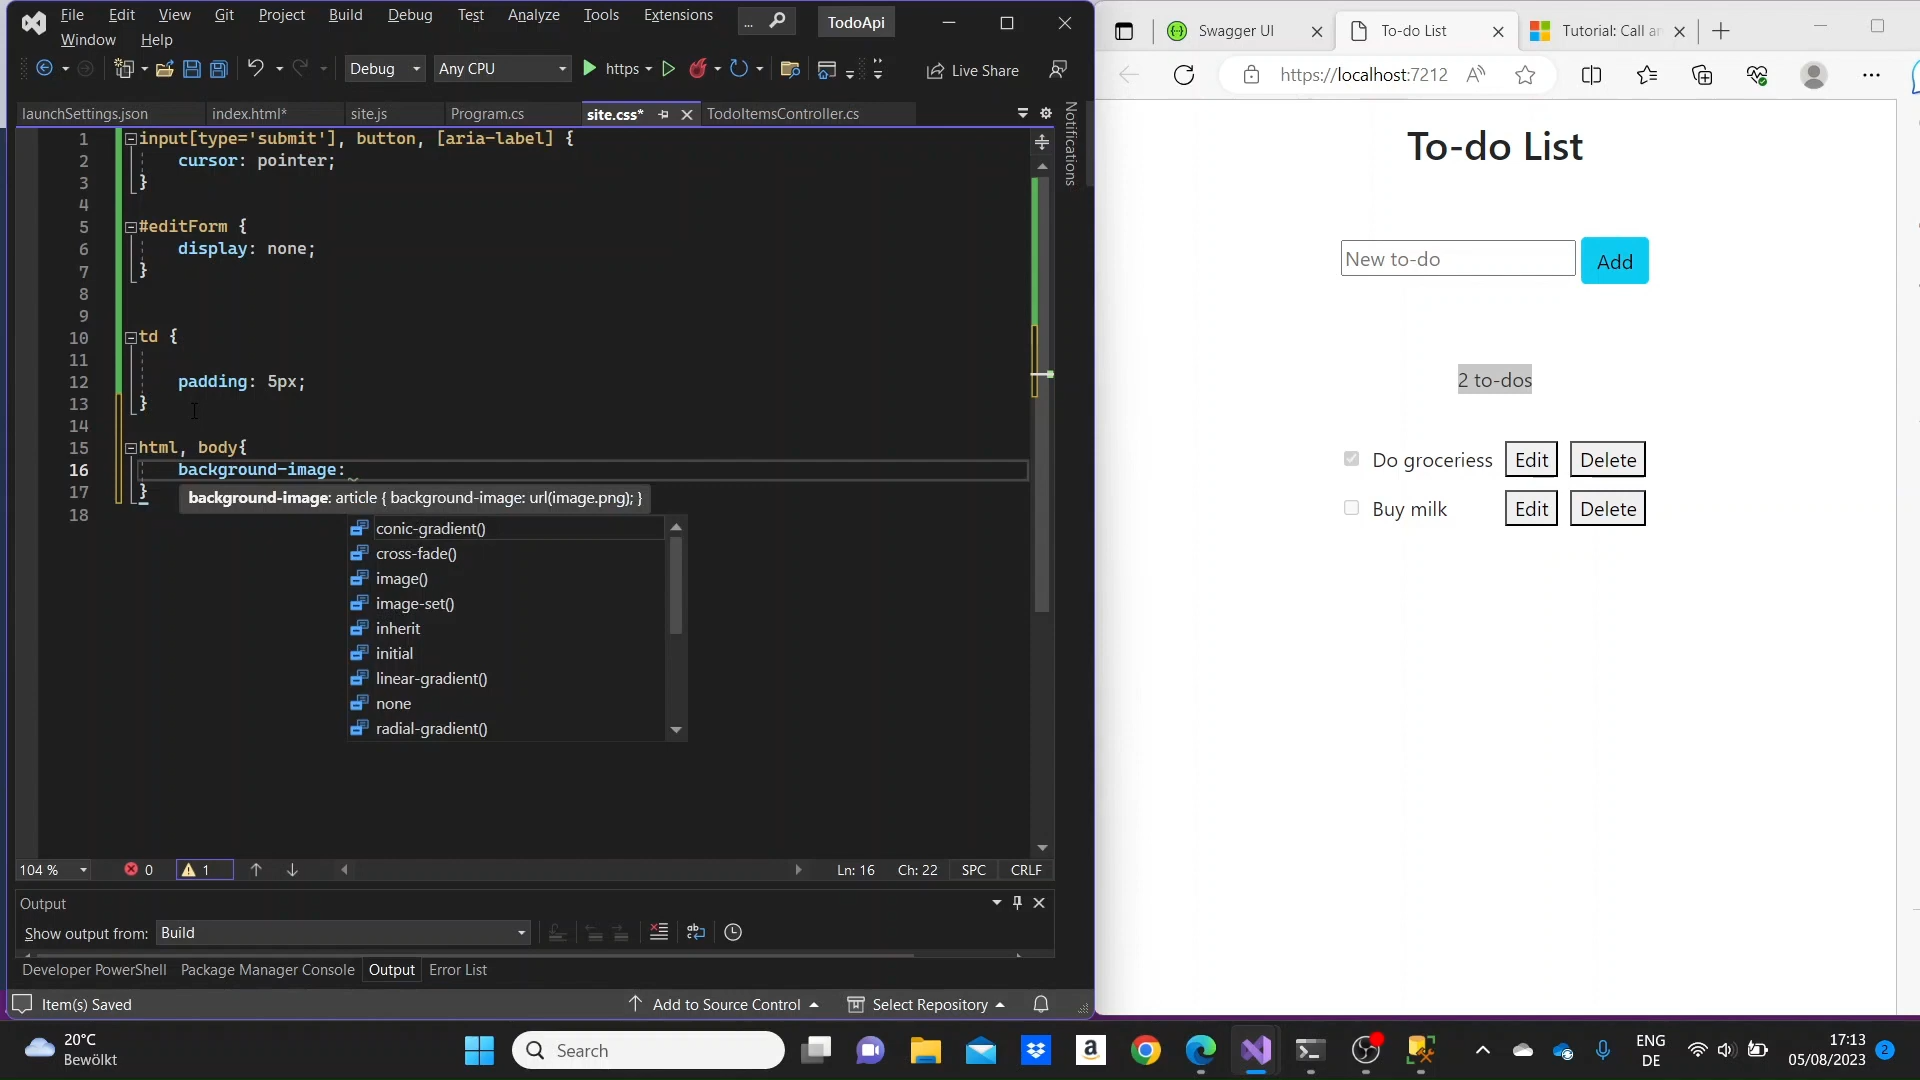 File Edit View Git Project Build Debug Test Analyze Tools Extensions
Window Help
...
TodoApi
Debug
Any CPU
https
Live Share
launchSettings.json
index.html*
site.js
Program.cs
site.css*
TodoItemsController.cs
Notifications
1 input[type='submit'], button, [aria-label] {
2 cursor: pointer;
3 }
4
5 #editForm {
6 display: none;
7 }
8
9
10 td {
11
12 padding: 5px;
13 }
14
15 html, body{
16 background-image:
17 }
18
background-image: article { background-image: url(image.png); }
conic-gradient()
cross-fade()
image()
image-set()
inherit
initial
linear-gradient()
none
radial-gradient()
104 %
0
1
Ln: 16 Ch: 22 SPC CRLF
Output
Show output from: Build
Developer PowerShell Package Manager Console Output Error List
Item(s) Saved
Add to Source Control
Select Repository
Swagger UI
To-do List
Tutorial: Call a
https://localhost:7212
To-do List
New to-do
Add
2 to-dos
Do groceriess Edit Delete
Buy milk Edit Delete
20°C
Bewölkt
Search
ENG
DE
17:13
05/08/2023
2